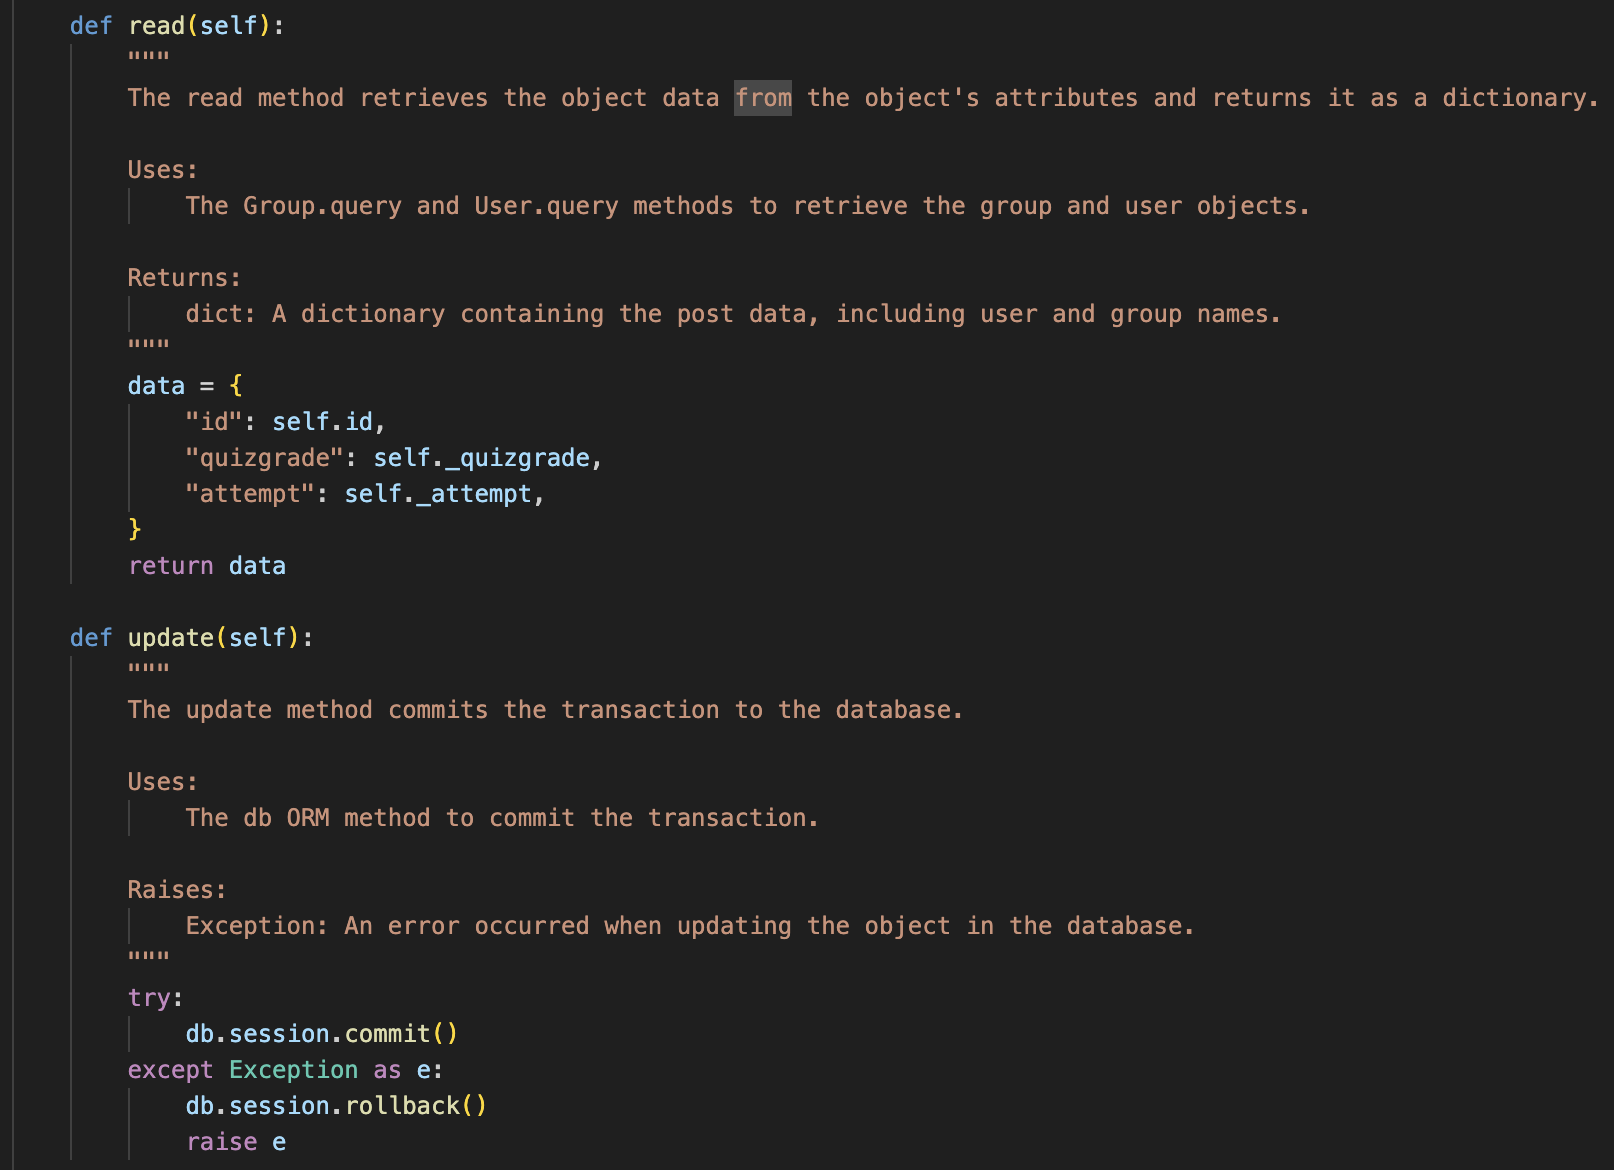 def read(self):
"""
The read method retrieves the object data from the object's attributes and returns it as a dictionary.
Uses:
The Group.query and User.query methods to retrieve the group and user objects.
Returns:
dict: A dictionary containing the post data, including user and group names.
"""
data = {
"id": self.id,
"quizgrade": self._quizgrade,
"attempt": self._attempt,
}
return data
def update(self):
"""
The update method commits the transaction to the database.
Uses:
The db ORM method to commit the transaction.
Raises:
Exception: An error occurred when updating the object in the database.
"""
try:
db.session.commit()
except Exception as e:
db.session.rollback()
raise e